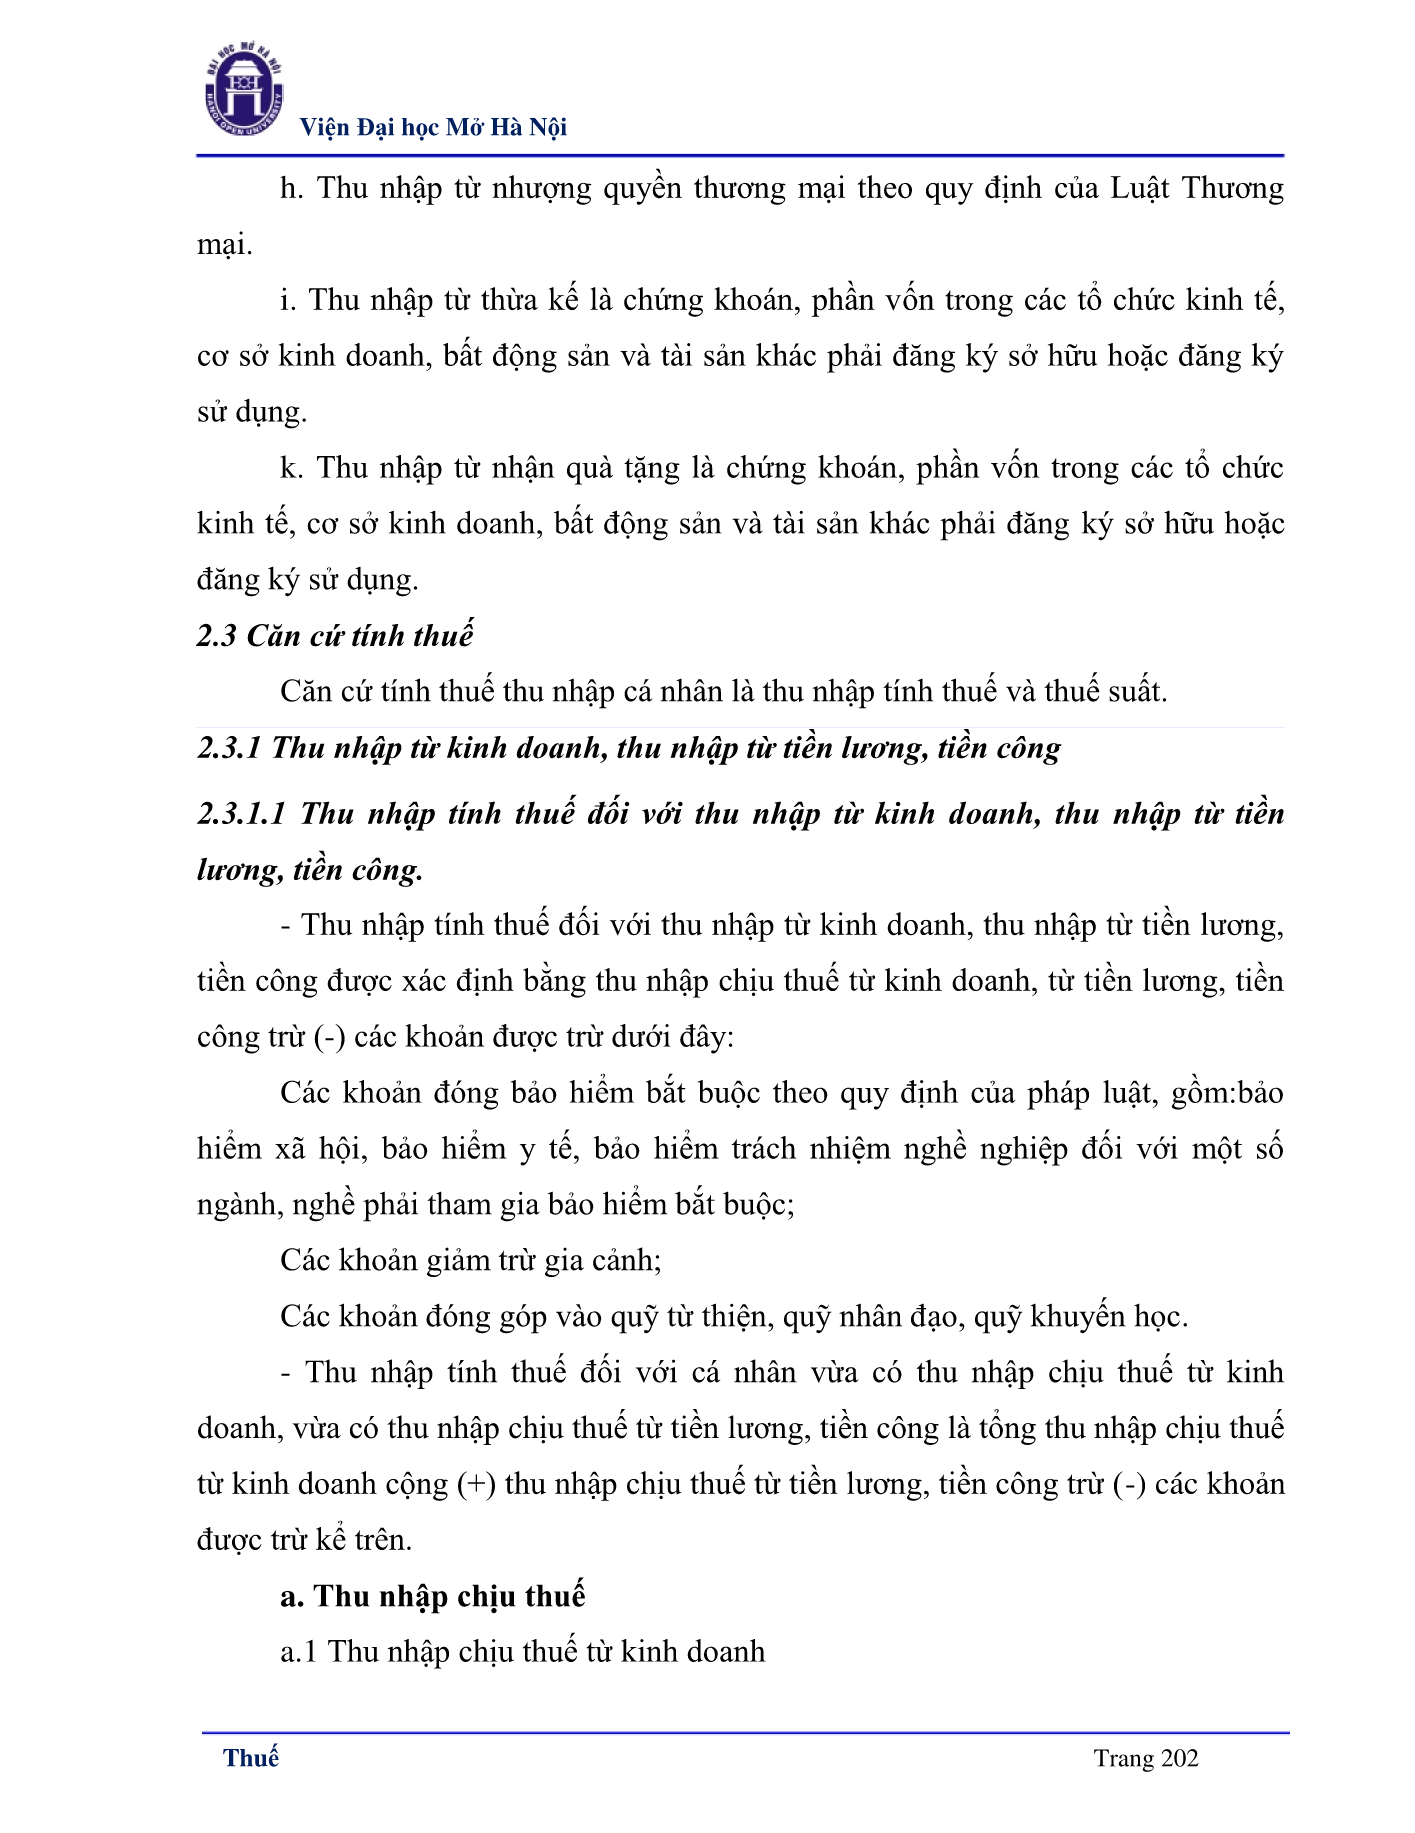 ĐẠI HỌC MỞ HÀ NỘI
HANOI OPEN UNIVERSITY
Viện Đại học Mở Hà Nội
h. Thu nhập từ nhượng quyền thương mại theo quy định của Luật Thương
mại.
i. Thu nhập từ thừa kế là chứng khoán, phần vốn trong các tổ chức kinh tế,
cơ sở kinh doanh, bất động sản và tài sản khác phải đăng ký sở hữu hoặc đăng ký
sử dụng.
k. Thu nhập từ nhận quà tặng là chứng khoán, phần vốn trong các tổ chức
kinh tế, cơ sở kinh doanh, bất động sản và tài sản khác phải đăng ký sở hữu hoặc
đăng ký sử dụng.
2.3 Căn cứ tính thuế
Căn cứ tính thuế thu nhập cá nhân là thu nhập tính thuế và thuế suất.
2.3.1 Thu nhập từ kinh doanh, thu nhập từ tiền lương, tiền công
2.3.1.1 Thu nhập tính thuế đối với thu nhập từ kinh doanh, thu nhập từ tiền
lương, tiền công.
- Thu nhập tính thuế đối với thu nhập từ kinh doanh, thu nhập từ tiền lương,
tiền công được xác định bằng thu nhập chịu thuế từ kinh doanh, từ tiền lương, tiền
công trừ (-) các khoản được trừ dưới đây:
Các khoản đóng bảo hiểm bắt buộc theo quy định của pháp luật, gồm:bảo
hiểm xã hội, bảo hiểm y tế, bảo hiểm trách nhiệm nghề nghiệp đối với một số
ngành, nghề phải tham gia bảo hiểm bắt buộc;
Các khoản giảm trừ gia cảnh;
Các khoản đóng góp vào quỹ từ thiện, quỹ nhân đạo, quỹ khuyến học.
- Thu nhập tính thuế đối với cá nhân vừa có thu nhập chịu thuế từ kinh
doanh, vừa có thu nhập chịu thuế từ tiền lương, tiền công là tổng thu nhập chịu thuế
từ kinh doanh cộng (+) thu nhập chịu thuế từ tiền lương, tiền công trừ (-) các khoản
được trừ kể trên.
a. Thu nhập chịu thuế
a.1 Thu nhập chịu thuế từ kinh doanh
Thuế
Trang 202